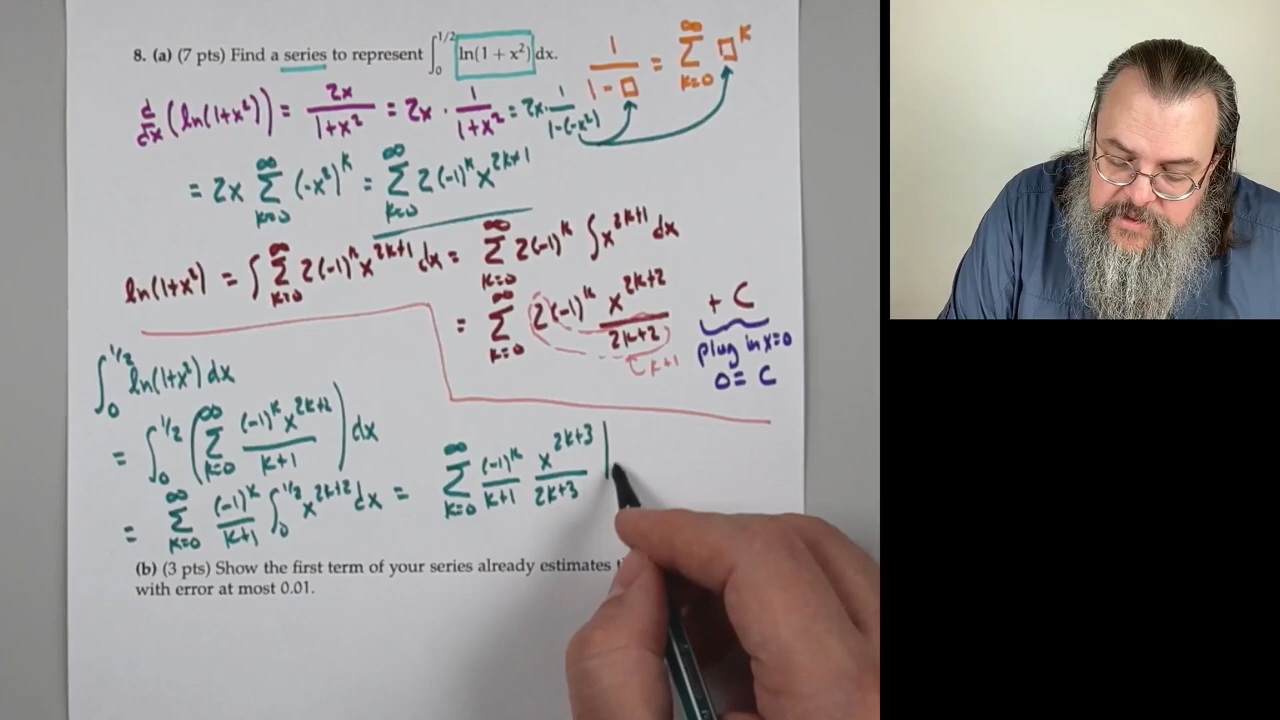 8. (a) (7 pts) Find a series to represent ∫₀^{1/2} ln(1 + x²) dx.
1/(1-□) = Σ_{k=0}^∞ □^k
d/dx (ln(1+x²)) = 2x/(1+x²) = 2x · 1/(1+x²) = 2x · 1/(1-(-x²))
= 2x Σ_{k=0}^∞ (-x²)^k = Σ_{k=0}^∞ 2(-1)^k x^{2k+1}
ln(1+x²) = ∫ Σ_{k=0}^∞ 2(-1)^k x^{2k+1} dx = Σ_{k=0}^∞ 2(-1)^k ∫ x^{2k+1} dx
= Σ_{k=0}^∞ 2(-1)^k x^{2k+2}/(2k+2) + C
k+1
plug in x=0
0 = C
∫₀^{1/2} ln(1+x²) dx
= ∫₀^{1/2} (Σ_{k=0}^∞ (-1)^k x^{2k+2}/(k+1)) dx
= Σ_{k=0}^∞ (-1)^k/(k+1) ∫₀^{1/2} x^{2k+2} dx = Σ_{k=0}^∞ (-1)^k/(k+1) x^{2k+3}/(2k+3) |
(b) (3 pts) Show the first term of your series already estimates
with error at most 0.01.